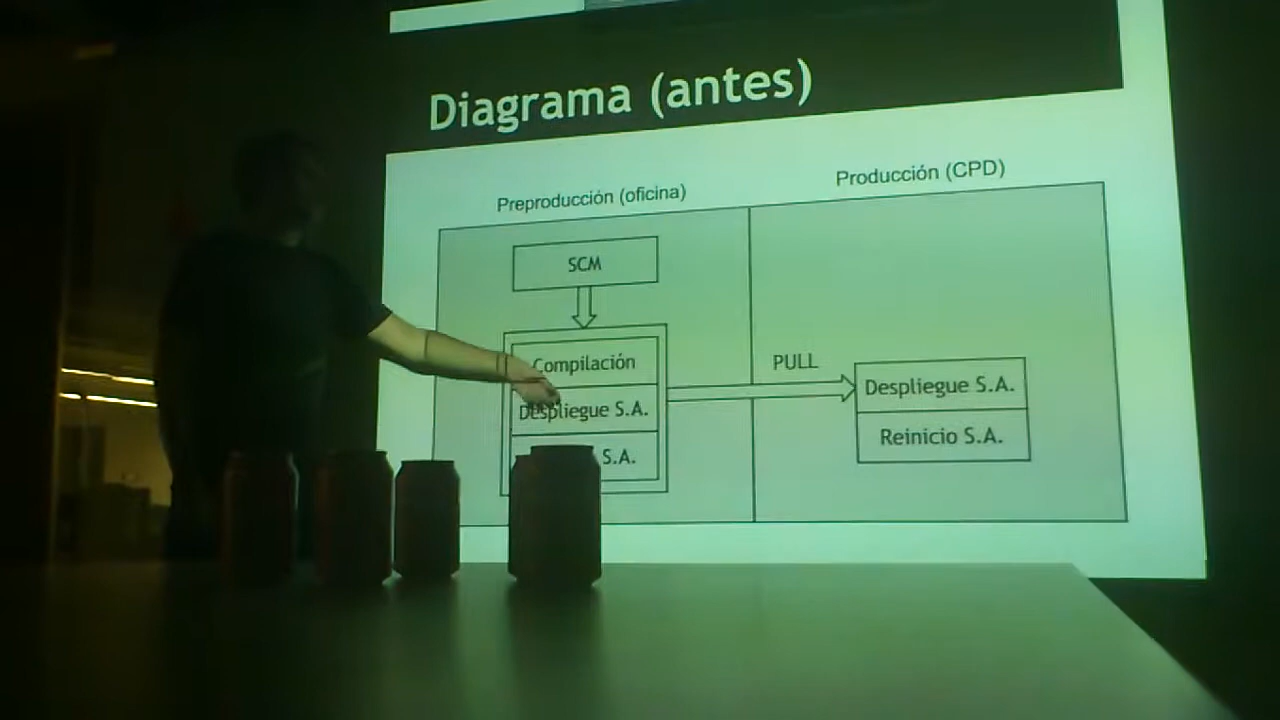 Diagrama (antes)
Preproducción (oficina)
Producción (CPD)
SCM
Compilación
Despliegue S.A.
S.A.
PULL
Despliegue S.A.
Reinicio S.A.